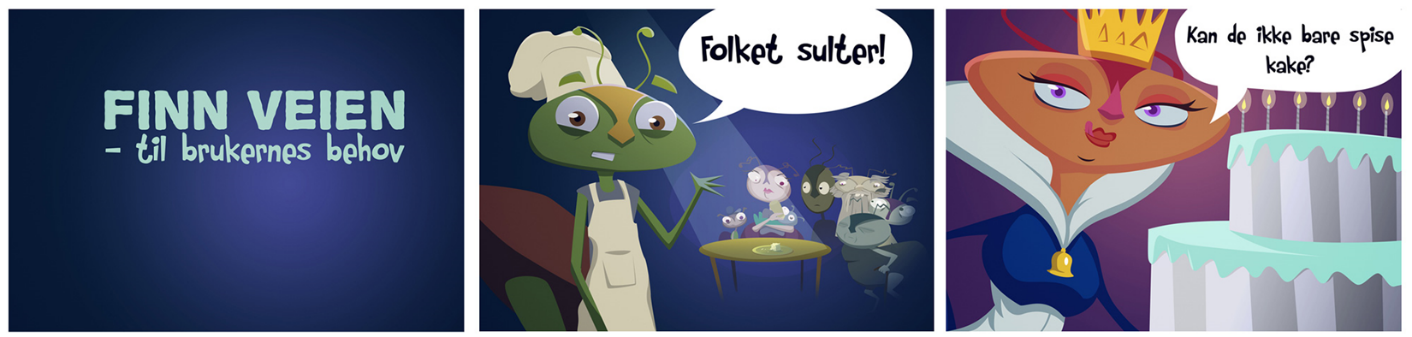 FINN VEIEN
- til brukernes behov
Folket sulter!
Kan de ikke bare spise
kake?